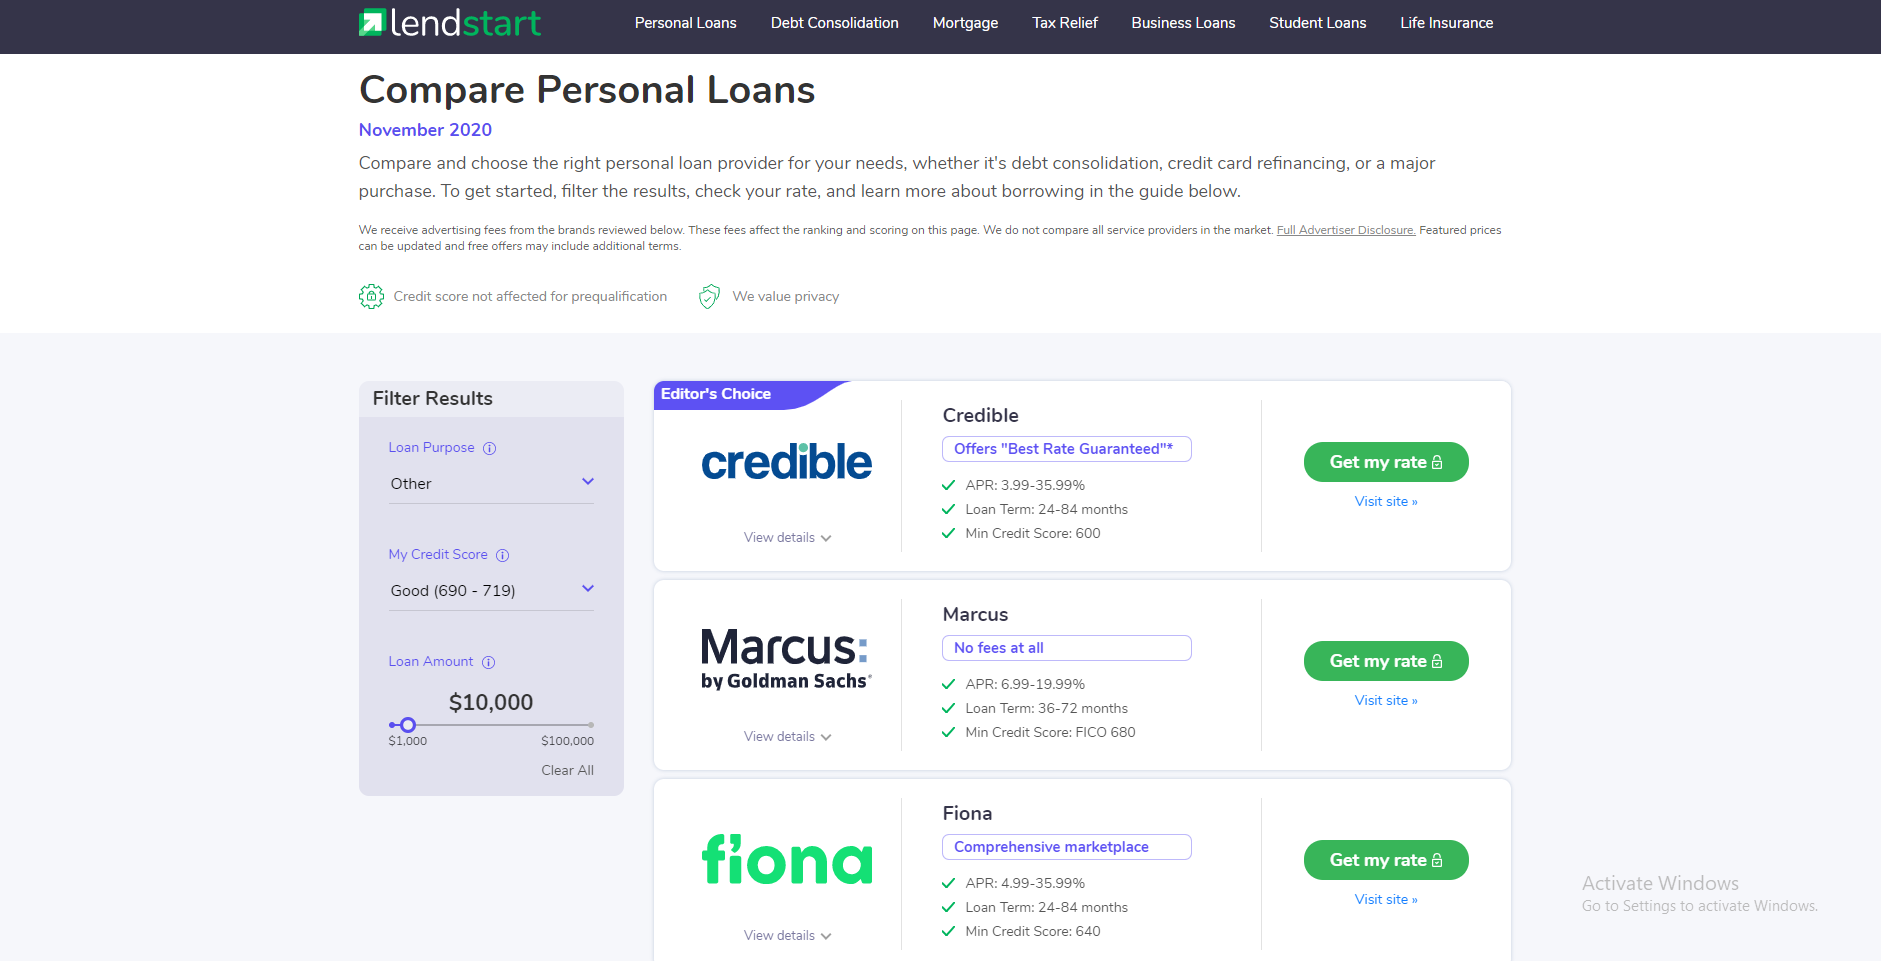 lendstart
Personal Loans
Debt Consolidation
Mortgage
Tax Relief
Business Loans
Student Loans
Life Insurance
Compare Personal Loans
November 2020
Compare and choose the right personal loan provider for your needs, whether it's debt consolidation, credit card refinancing, or a major
purchase. To get started, filter the results, check your rate, and learn more about borrowing in the guide below.
We receive advertising fees from the brands reviewed below. These fees affect the ranking and scoring on this page. We do not compare all service providers in the market. Full Advertiser Disclosure. Featured prices
can be updated and free offers may include additional terms.
Credit score not affected for prequalification
We value privacy
Filter Results
Loan Purpose
Other
My Credit Score
Good (690 - 719)
Loan Amount
$10,000
$1,000
$100,000
Clear All
Editor's Choice
credible
View details
Credible
Offers "Best Rate Guaranteed"*
APR: 3.99-35.99%
Loan Term: 24-84 months
Min Credit Score: 600
Get my rate
Visit site »
Marcus:
by Goldman Sachs®
View details
Marcus
No fees at all
APR: 6.99-19.99%
Loan Term: 36-72 months
Min Credit Score: FICO 680
Get my rate
Visit site »
fiona
View details
Fiona
Comprehensive marketplace
APR: 4.99-35.99%
Loan Term: 24-84 months
Min Credit Score: 640
Get my rate
Visit site »
Activate Windows
Go to Settings to activate Windows.